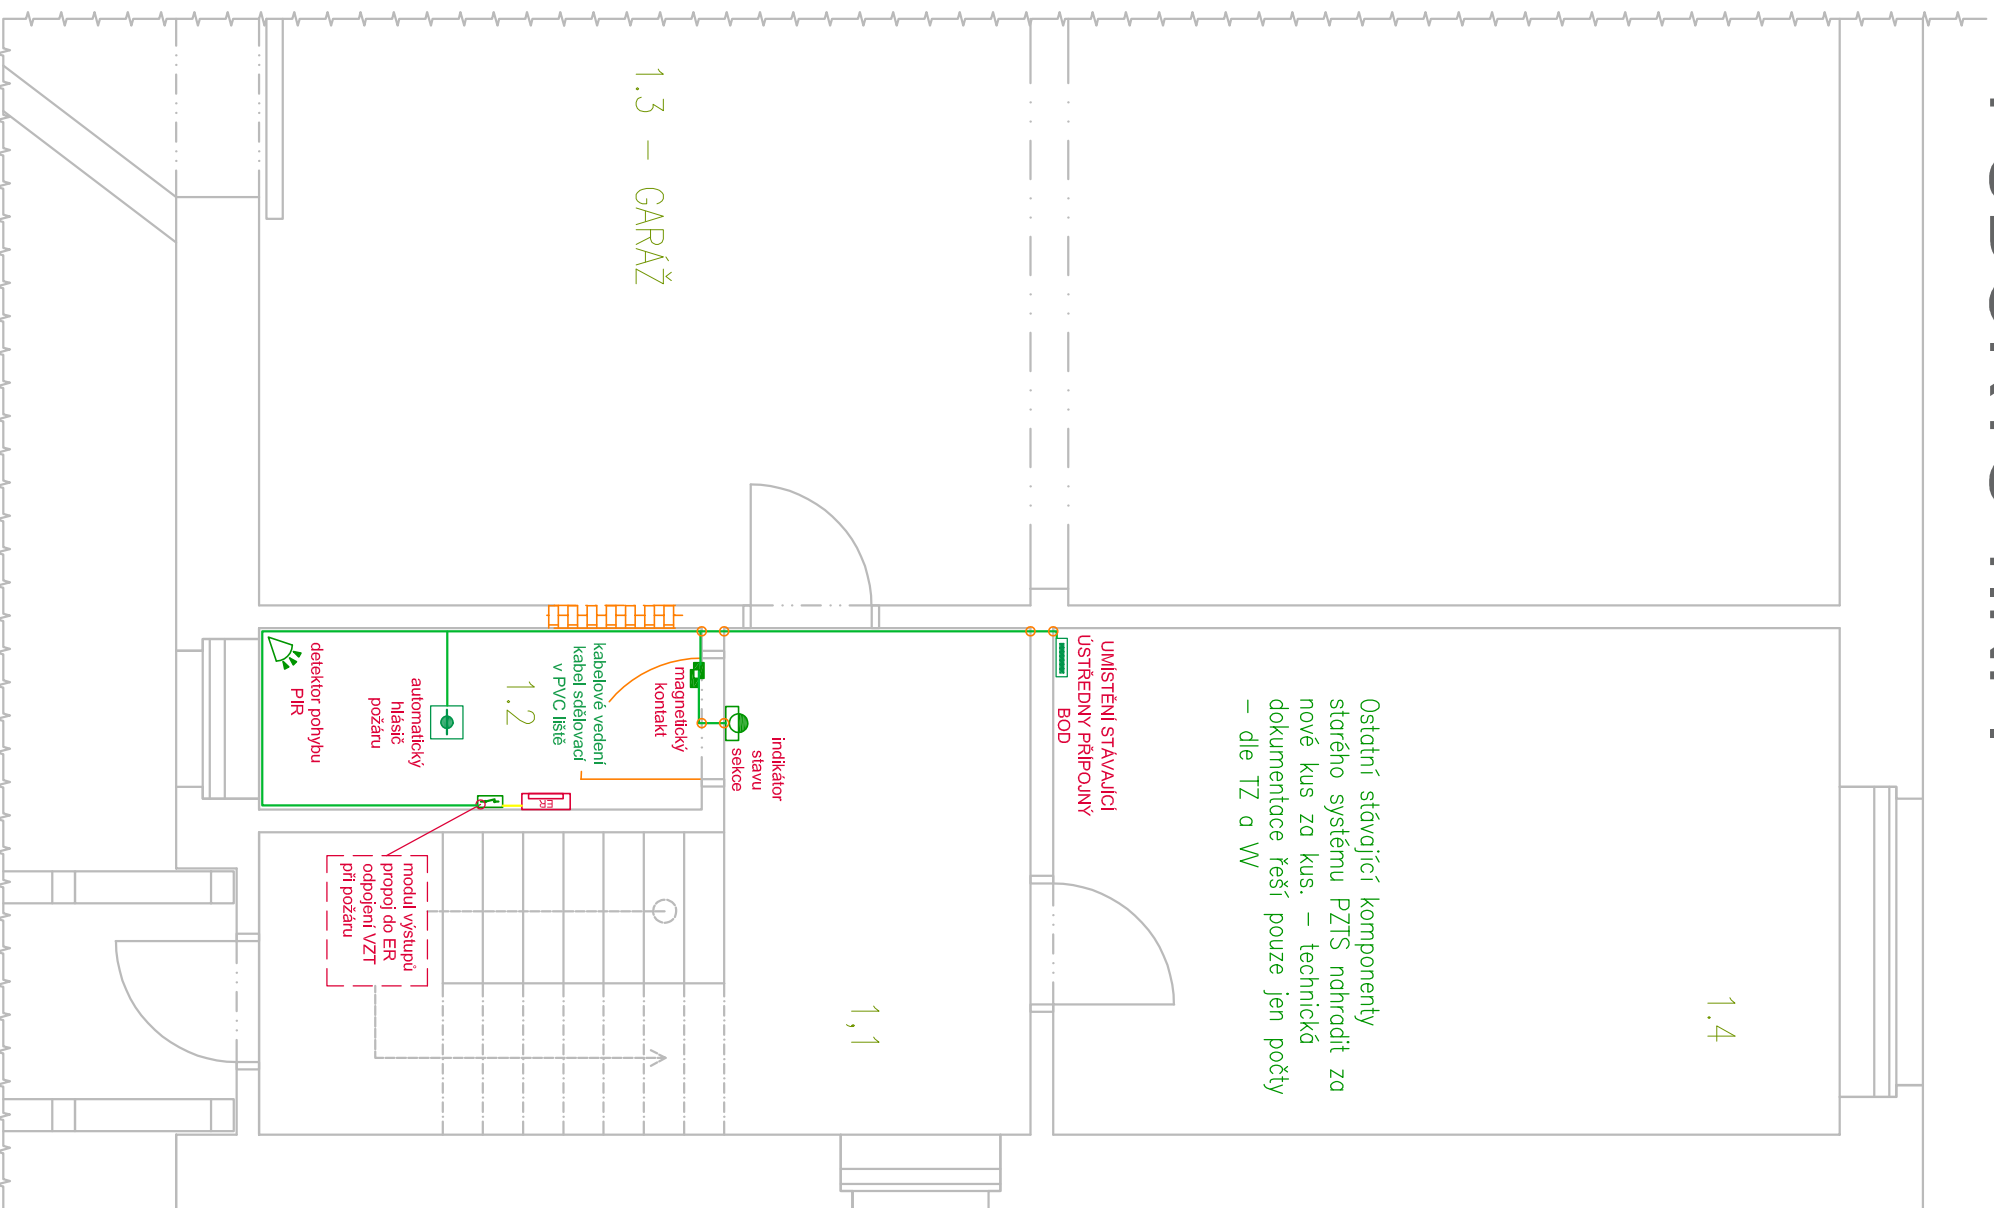 1.3 - GARÁŽ
UMÍSTĚNÍ STÁVAJÍCÍ
ÚSTŘEDNY PŘÍPOJNÝ
BOD
Ostatní stávající komponenty
starého systému PZTS nahradit za
nové kus za kus. - technická
dokumentace řeší pouze jen počty
- dle TZ a VV
indikátor
stavu
sekce
magnetický
kontakt
kabelové vedení
kabel sdělovací
v PVC liště
1.2
automatický
hlásič
požáru
detektor pohybu
PIR
ER
modul výstupů
propoj do ER
odpojení VZT
při požáru
1,1
1.4